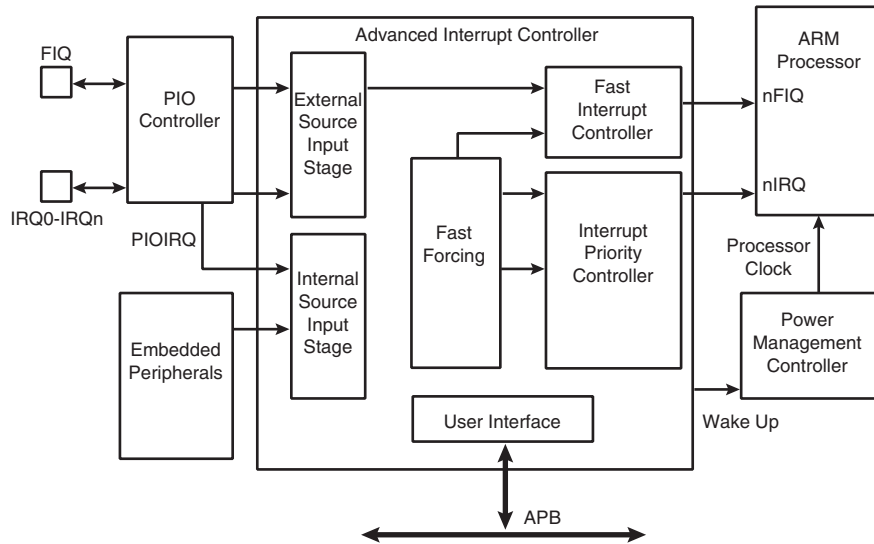 FIQ
PIO
Controller
IRQ0-IRQn
PIOIRQ
Embedded
Peripherals
Advanced Interrupt Controller
External
Source
Input
Stage
Internal
Source
Input
Stage
Fast
Forcing
Fast
Interrupt
Controller
Interrupt
Priority
Controller
User Interface
APB
ARM
Processor
nFIQ
nIRQ
Processor
Clock
Power
Management
Controller
Wake Up